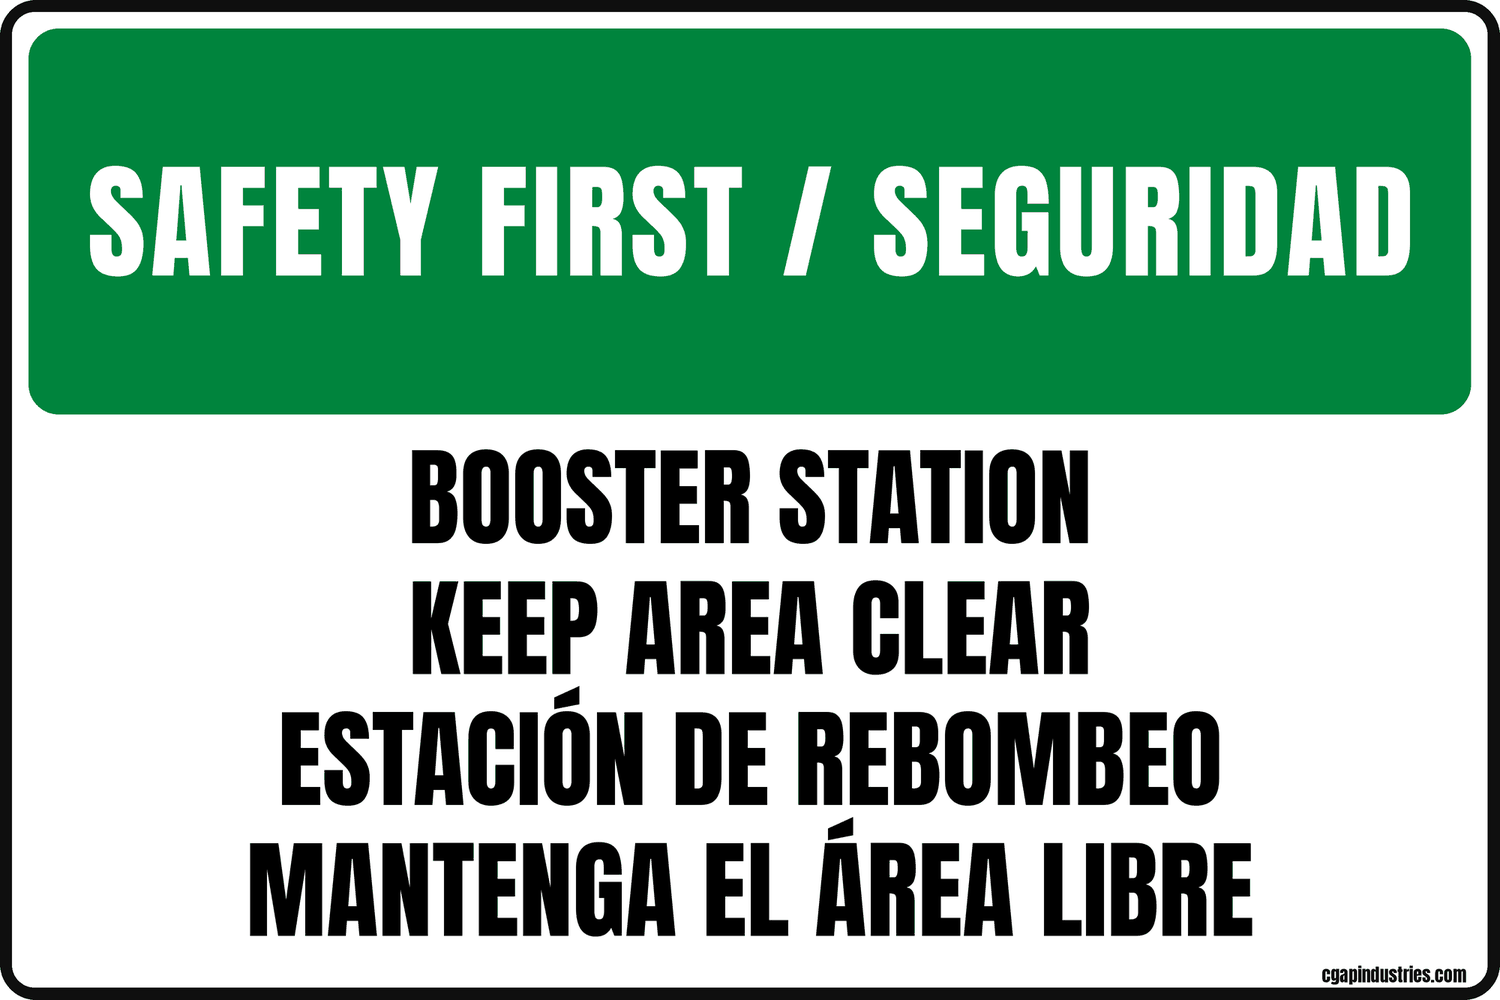 SAFETY FIRST / SEGURIDAD
BOOSTER STATION
KEEP AREA CLEAR
ESTACIÓN DE REBOMBEO
MANTENGA EL ÁREA LIBRE
cgapindustries.com